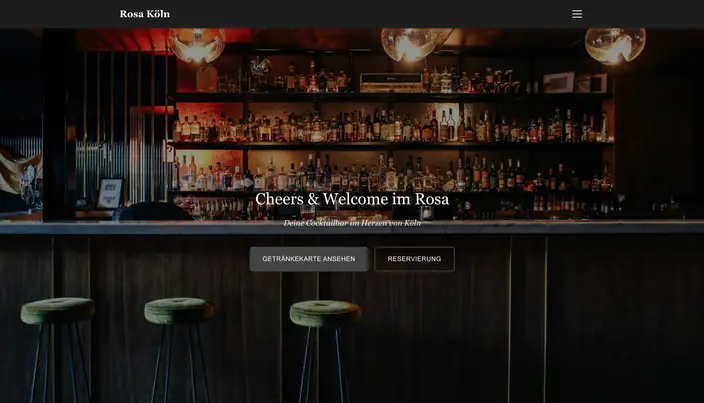 Rosa Köln
Cheers & Welcome im Rosa
Deine Cocktailbar im Herzen von Köln
GETRÄNKEKARTE ANSEHEN
RESERVIERUNG